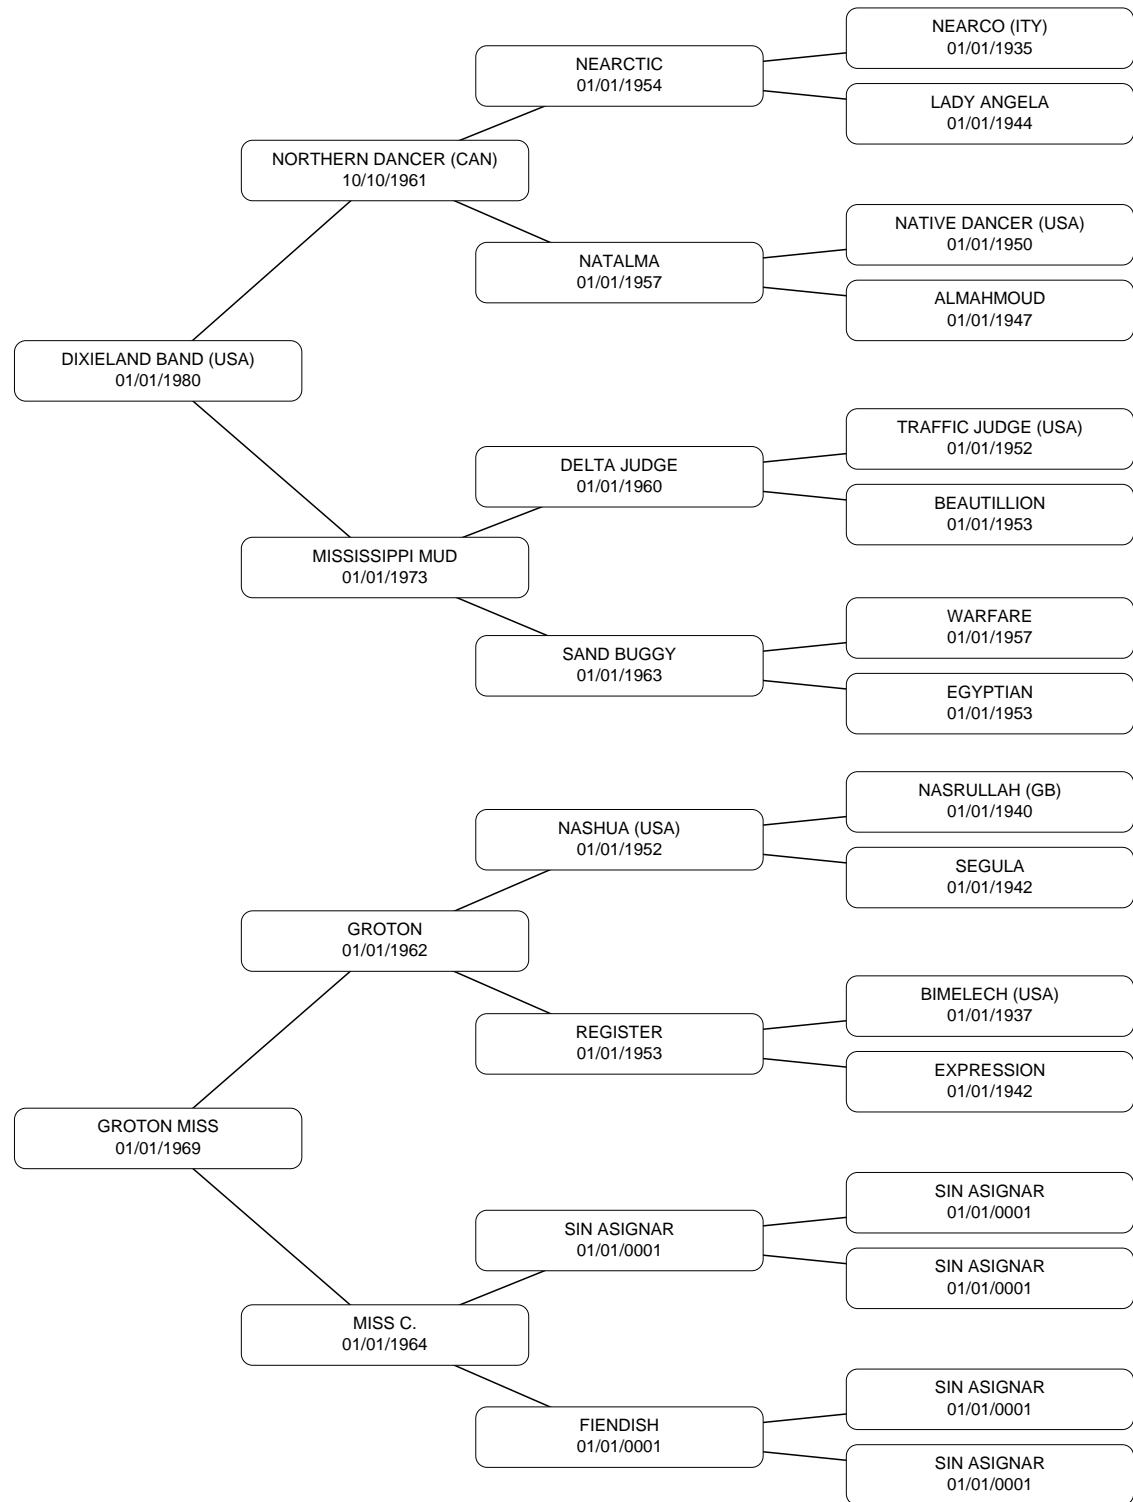 NEARCO (ITY)
01/01/1935
NEARCTIC
01/01/1954
LADY ANGELA
01/01/1944
NORTHERN DANCER (CAN)
10/10/1961
NATIVE DANCER (USA)
01/01/1950
NATALMA
01/01/1957
ALMAHMOUD
01/01/1947
DIXIELAND BAND (USA)
01/01/1980
TRAFFIC JUDGE (USA)
01/01/1952
DELTA JUDGE
01/01/1960
BEAUTILLION
01/01/1953
MISSISSIPPI MUD
01/01/1973
WARFARE
01/01/1957
SAND BUGGY
01/01/1963
EGYPTIAN
01/01/1953
NASRULLAH (GB)
01/01/1940
NASHUA (USA)
01/01/1952
SEGULA
01/01/1942
GROTON
01/01/1962
BIMELECH (USA)
01/01/1937
REGISTER
01/01/1953
EXPRESSION
01/01/1942
GROTON MISS
01/01/1969
SIN ASIGNAR
01/01/0001
SIN ASIGNAR
01/01/0001
SIN ASIGNAR
01/01/0001
MISS C.
01/01/1964
SIN ASIGNAR
01/01/0001
FIENDISH
01/01/0001
SIN ASIGNAR
01/01/0001